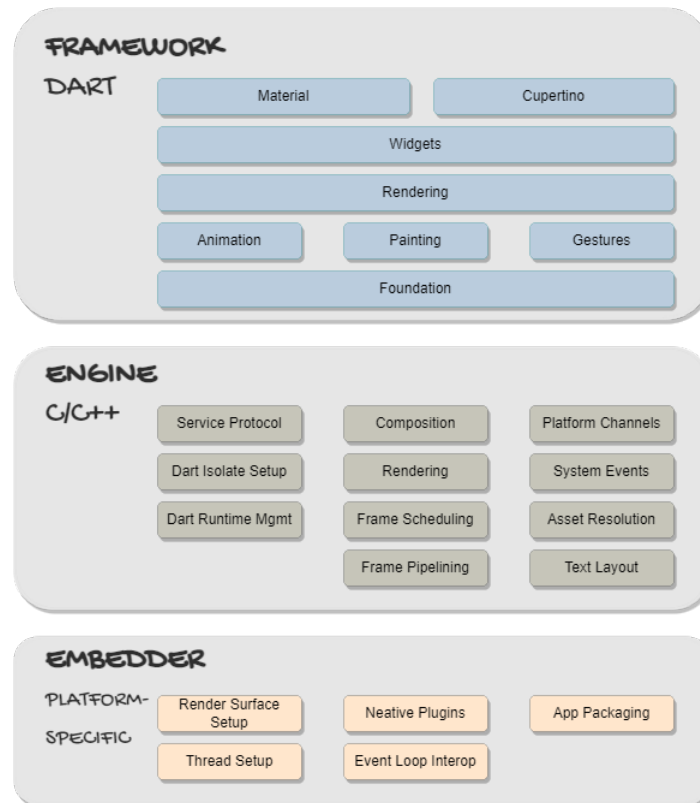 FRAMEWORK
DART
Material
Cupertino
Widgets
Rendering
Animation
Painting
Gestures
Foundation
ENGINE
C/C++
Service Protocol
Composition
Platform Channels
Dart Isolate Setup
Rendering
System Events
Dart Runtime Mgmt
Frame Scheduling
Asset Resolution
Frame Pipelining
Text Layout
EMBEDDER
PLATFORM-
SPECIFIC
Render Surface
Setup
Neative Plugins
App Packaging
Thread Setup
Event Loop Interop